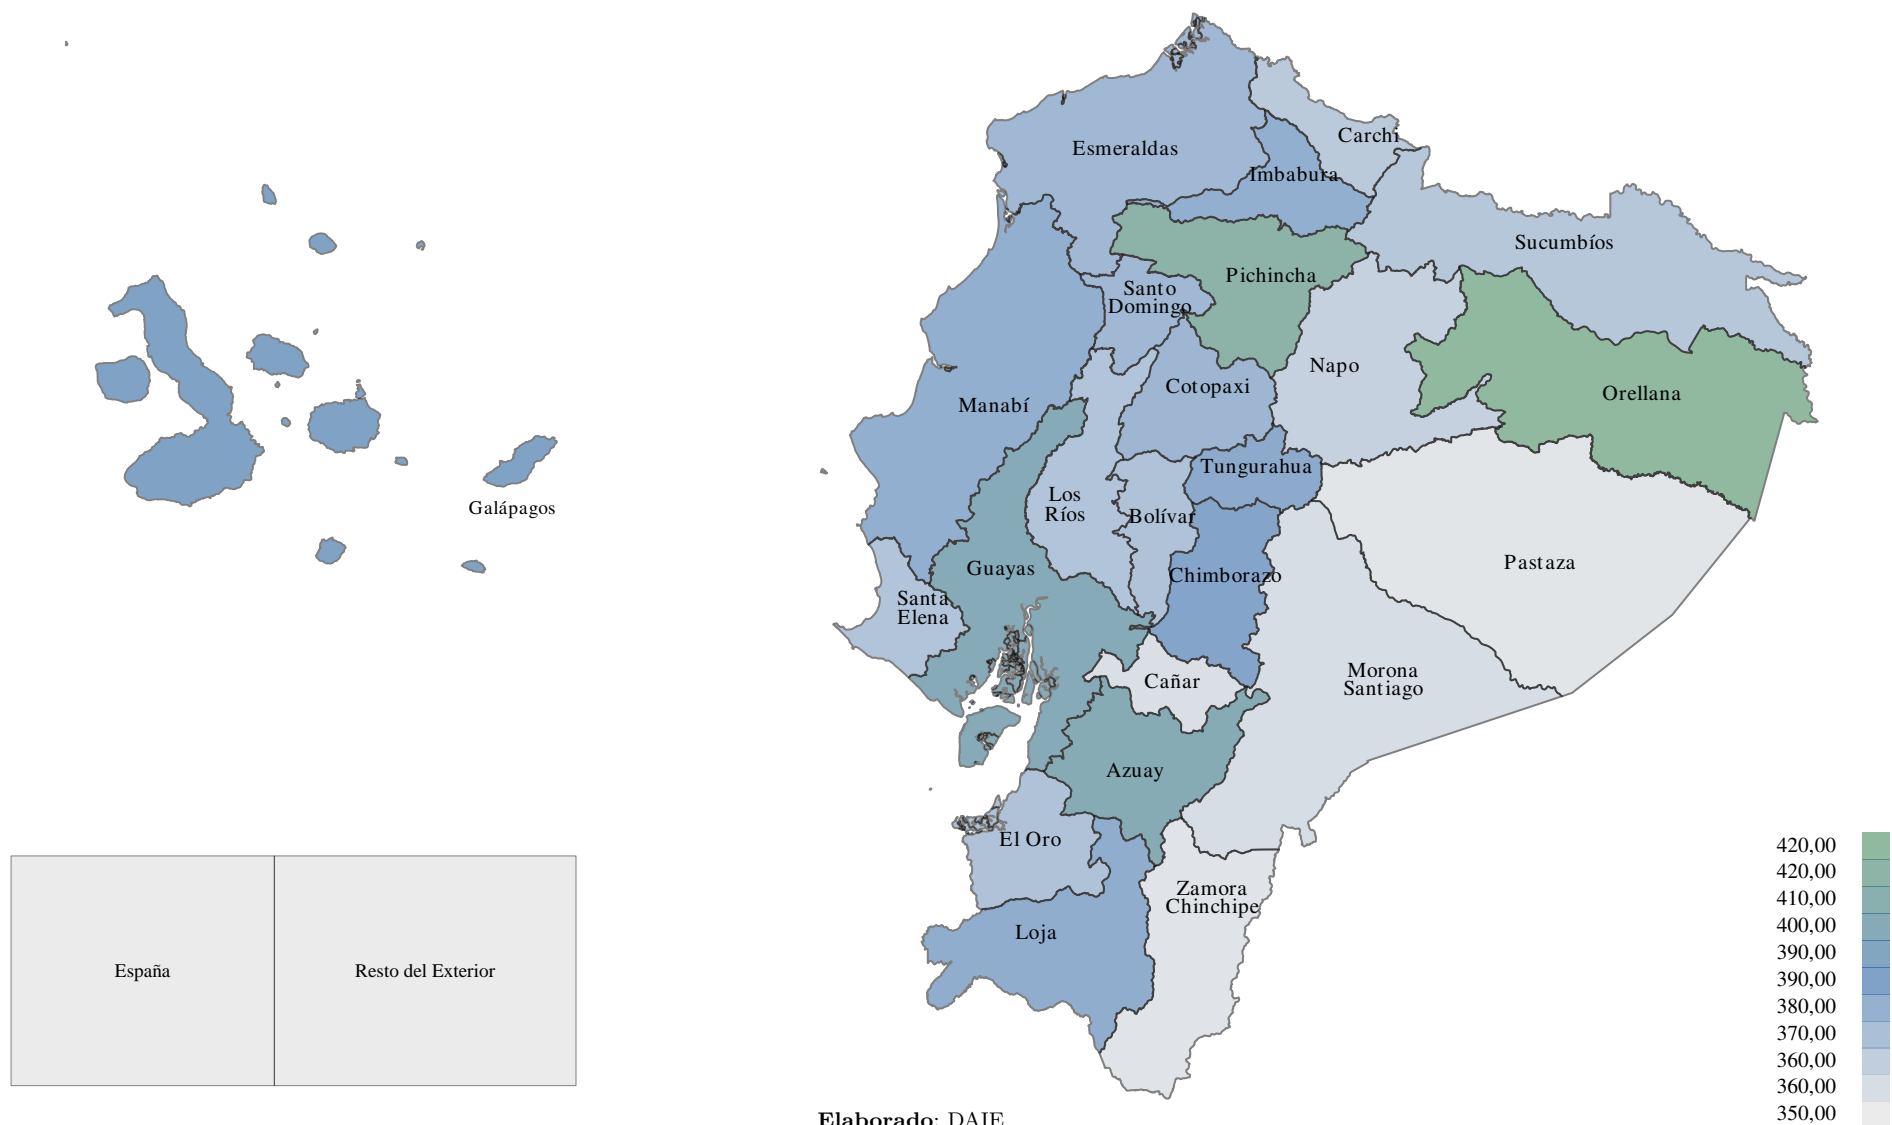 Esmeraldas
Carchi
Imbabura
Sucumbíos
Pichincha
Santo
Domingo
Napo
Orellana
Cotopaxi
Manabí
Tungurahua
Los
Ríos
Bolívar
Galápagos
Guayas
Chimborazo
Pastaza
Santa
Elena
Cañar
Morona
Santiago
Azuay
El Oro
Zamora
Chinchipe
Loja
España
Resto del Exterior
420,00
420,00
410,00
400,00
390,00
390,00
380,00
370,00
360,00
360,00
350,00
Elaborado: DAIE